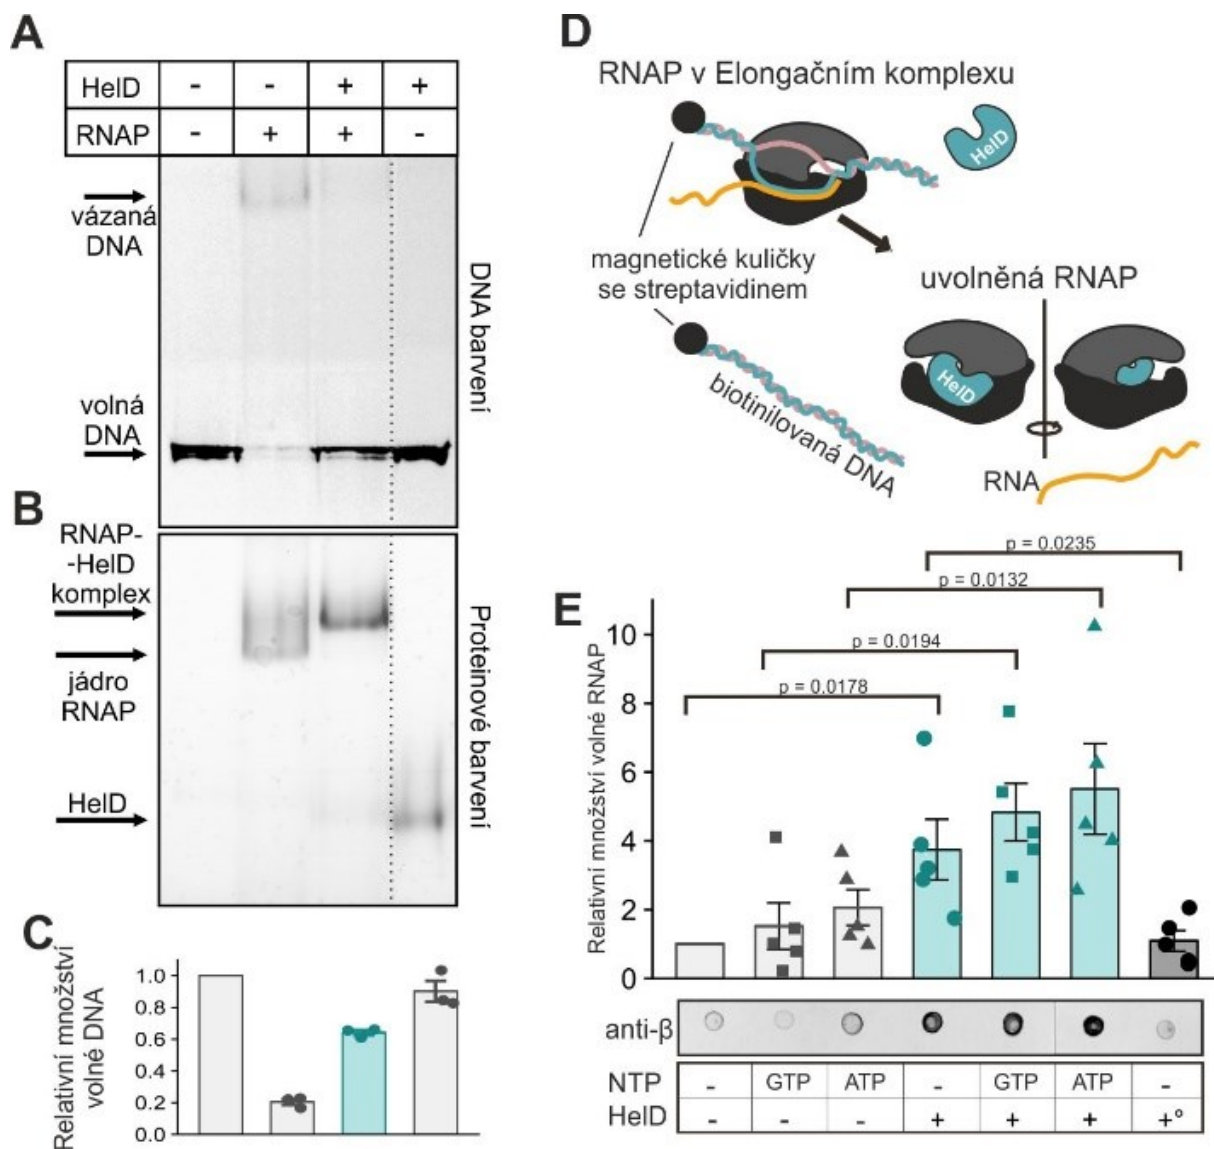 A
HelD - - + +
RNAP - + + -
vázaná
DNA
volná
DNA
DNA barvení
B
RNAP-
-HelD
komplex
jádro
RNAP
HelD
Proteinové barvení
C
Relativní množství
volné DNA
1.0
0.8
0.6
0.4
0.2
0.0
D
RNAP v Elongačním komplexu
HelD
magnetické kuličky
se streptavidinem
uvolněná RNAP
HelD
biotinilovaná DNA
RNA
E
p = 0.0235
p = 0.0132
p = 0.0194
p = 0.0178
Relativní množství volné RNAP
10
8
6
4
2
0
anti-β
NTP - GTP ATP - GTP ATP -
HelD - - - + + + +°